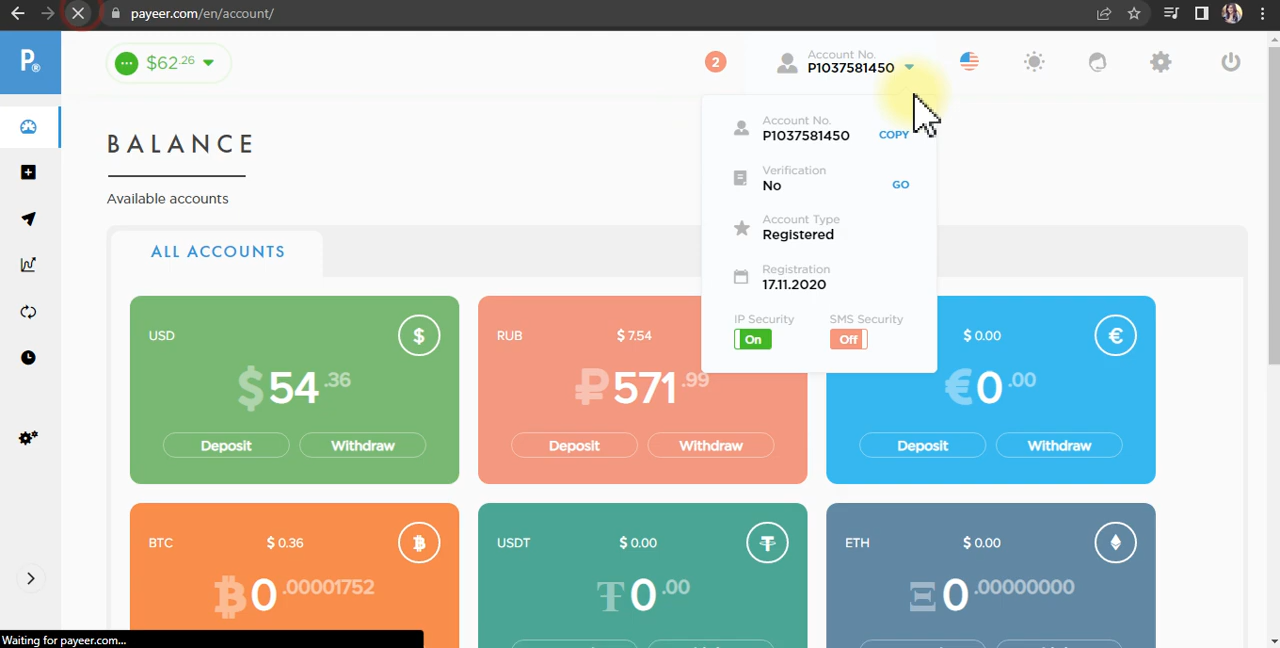 payeer.com/en/account/
P®
$62.26
2
Account No.
P1037581450
BALANCE
Available accounts
Account No.
P1037581450
COPY
Verification
No
GO
Account Type
Registered
Registration
17.11.2020
IP Security
SMS Security
On
Off
ALL ACCOUNTS
USD
$
$54.36
Deposit
Withdraw
RUB
$ 7.54
₽571.99
Deposit
Withdraw
$ 0.00
€
€0.00
Deposit
Withdraw
BTC
$ 0.36
₿
₿0.00001752
USDT
$ 0.00
₮
₮0.00
ETH
$ 0.00
Ξ0.00000000
Waiting for payeer.com...